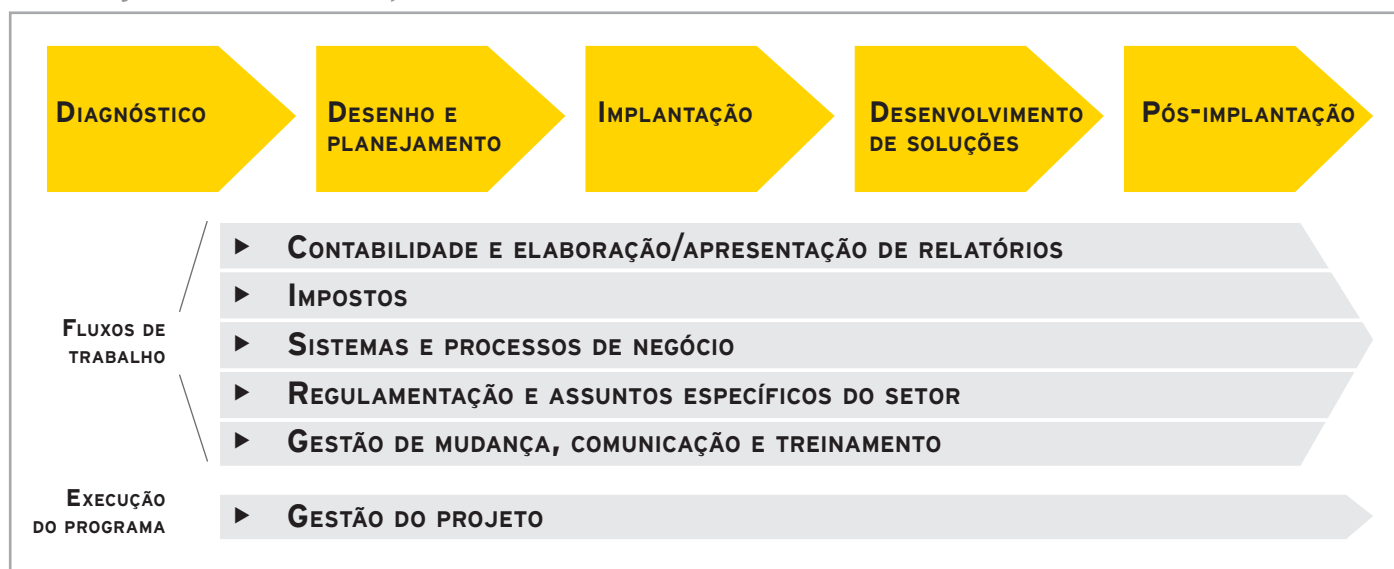 Diagnóstico
Desenho e
planejamento
Implantação
Desenvolvimento
de soluções
Pós-implantação
Fluxos de
trabalho
▶ Contabilidade e elaboração/apresentação de relatórios
▶ Impostos
▶ Sistemas e processos de negócio
▶ Regulamentação e assuntos específicos do setor
▶ Gestão de mudança, comunicação e treinamento
Execução
do programa
▶ Gestão do projeto